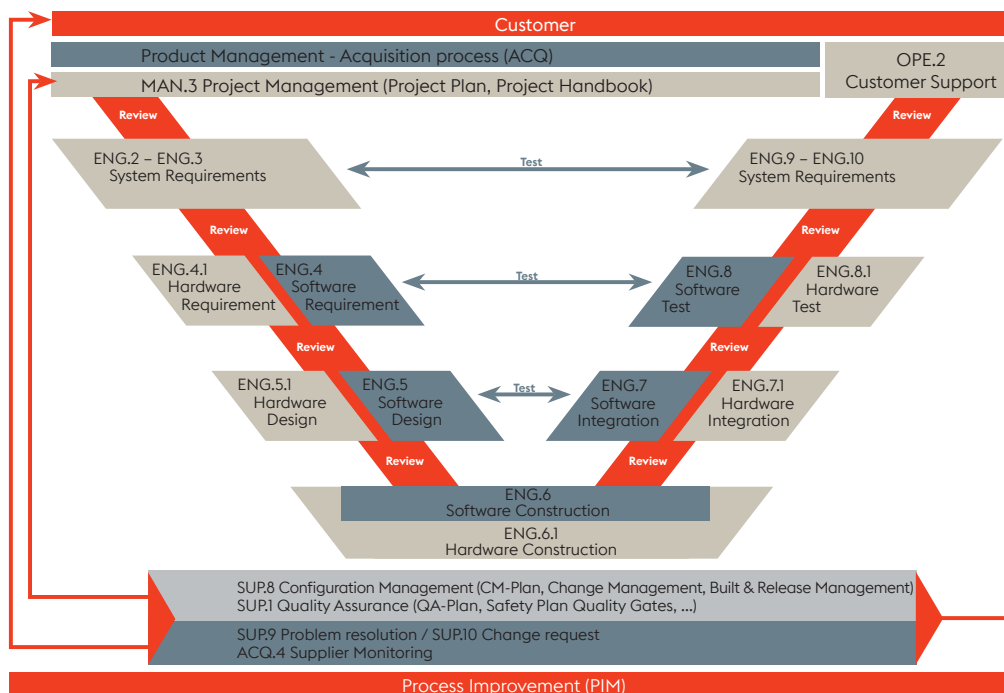 Customer
Product Management - Acquisition process (ACQ)
OPE.2
Customer Support
MAN.3 Project Management (Project Plan, Project Handbook)
Review
Review
ENG.2 – ENG.3
System Requirements
Test
ENG.9 – ENG.10
System Requirements
Review
Review
ENG.4.1
Hardware
Requirement
ENG.4
Software
Requirement
Test
ENG.8
Software
Test
ENG.8.1
Hardware
Test
Review
Review
ENG.5.1
Hardware
Design
ENG.5
Software
Design
Test
ENG.7
Software
Integration
ENG.7.1
Hardware
Integration
Review
Review
ENG.6
Software Construction
ENG.6.1
Hardware Construction
SUP.8 Configuration Management (CM-Plan, Change Management, Built & Release Management)
SUP.1 Quality Assurance (QA-Plan, Safety Plan Quality Gates, ...)
SUP.9 Problem resolution / SUP.10 Change request
ACQ.4 Supplier Monitoring
Process Improvement (PIM)